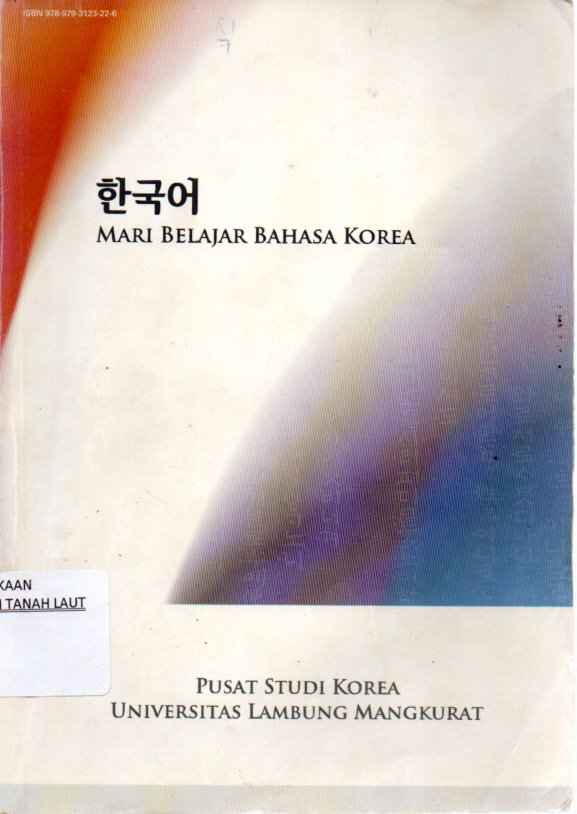 ISBN 978-979-3123-22-6
한국어
MARI BELAJAR BAHASA KOREA
KAAN
TANAH LAUT
PUSAT STUDI KOREA
UNIVERSITAS LAMBUNG MANGKURAT